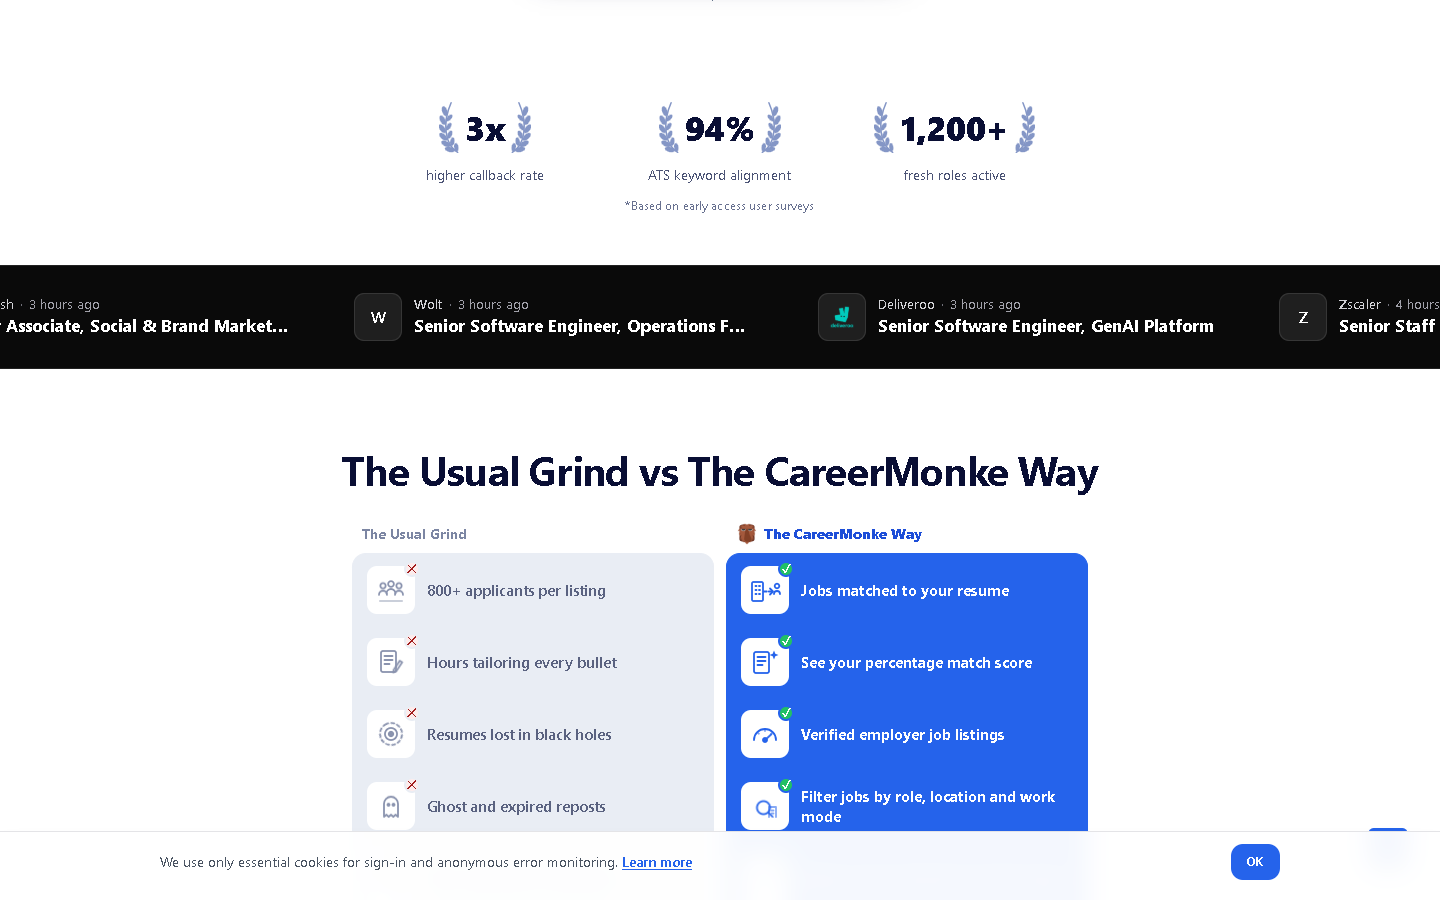 3x
higher callback rate
94%
ATS keyword alignment
1,200+
fresh roles active
*Based on early access user surveys
sh · 3 hours ago
Associate, Social & Brand Market...
W
Wolt · 3 hours ago
Senior Software Engineer, Operations F...
deliveroo
Deliveroo · 3 hours ago
Senior Software Engineer, GenAI Platform
Z
Zscaler · 4 hours
Senior Staff
The Usual Grind vs The CareerMonke Way
The Usual Grind
800+ applicants per listing
Hours tailoring every bullet
Resumes lost in black holes
Ghost and expired reposts
The CareerMonke Way
Jobs matched to your resume
See your percentage match score
Verified employer job listings
Filter jobs by role, location and work
mode
We use only essential cookies for sign-in and anonymous error monitoring. Learn more
OK